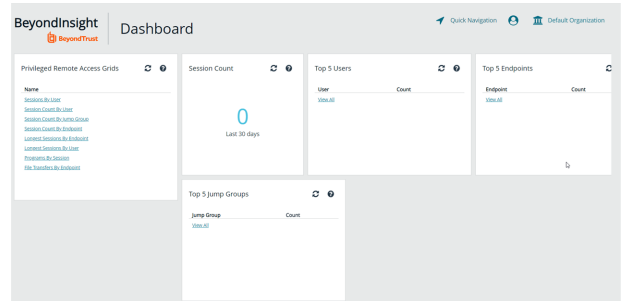 BeyondInsight
BeyondTrust
Dashboard
Quick Navigation
Default Organization
Privileged Remote Access Grids
Name
Sessions By User
Session Count By User
Session Count By Jump Group
Session Count By Endpoint
Longest Sessions By Endpoint
Longest Sessions By User
Programs By Session
File Transfers By Endpoint
Session Count
0
Last 30 days
Top 5 Users
User Count
View All
Top 5 Endpoints
Endpoint Count
View All
Top 5 Jump Groups
Jump Group Count
View All